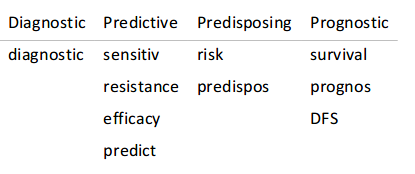 Diagnostic Predictive Predisposing Prognostic
diagnostic sensitiv risk survival
resistance predispos prognos
efficacy DFS
predict